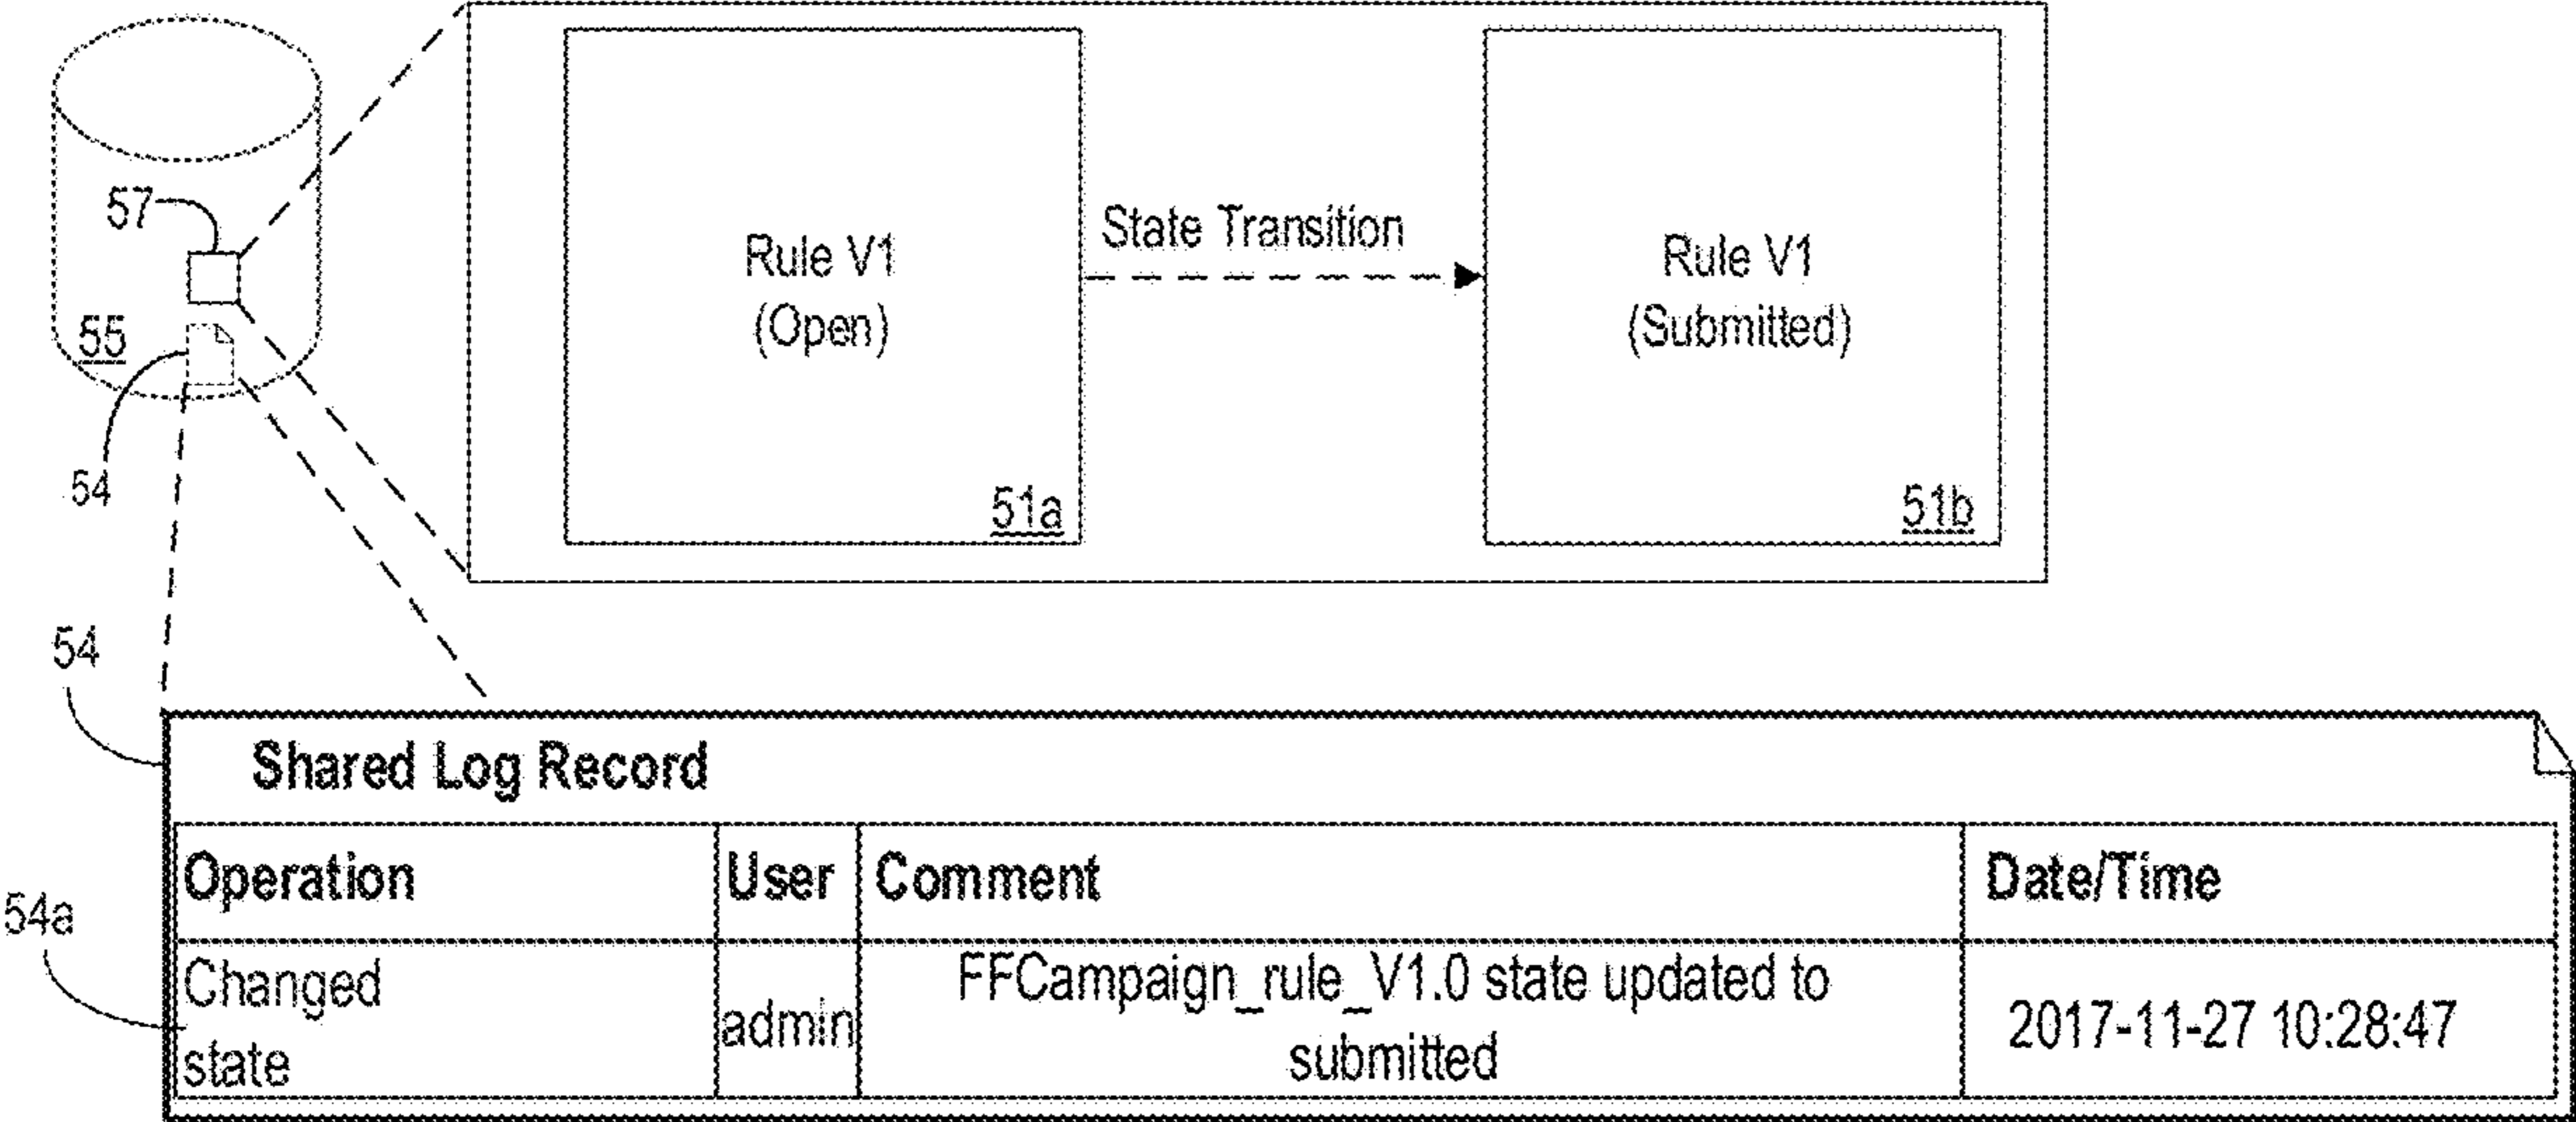 57
55
54
Rule V1
(Open)
51a
State Transition
Rule V1
(Submitted)
51b
54
Shared Log Record
Operation User Comment Date/Time
54a
Changed
state
admin
FFCampaign_rule_V1.0 state updated to
submitted
2017-11-27 10:28:47